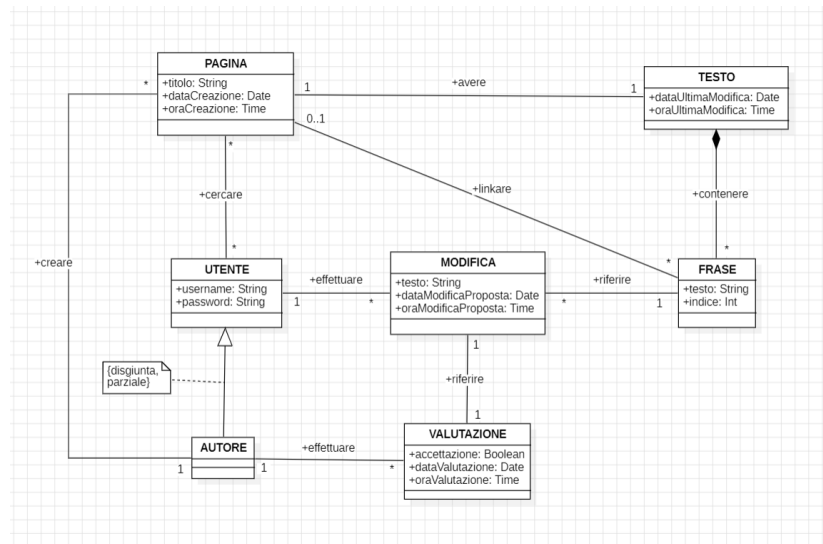 PAGINA
+titolo: String
+dataCreazione: Date
+oraCreazione: Time
TESTO
+dataUltimaModifica: Date
+oraUltimaModifica: Time
*
1
+avere
1
0..1
*
+linkare
+cercare
+contenere
*
*
*
+creare
UTENTE
+username: String
+password: String
+effettuare
1
*
MODIFICA
+testo: String
+dataModificaProposta: Date
+oraModificaProposta: Time
+riferire
*
1
FRASE
+testo: String
+indice: Int
1
{disgiunta,
parziale}
+riferire
1
AUTORE
1
1
+effettuare
*
VALUTAZIONE
+accettazione: Boolean
+dataValutazione: Date
+oraValutazione: Time